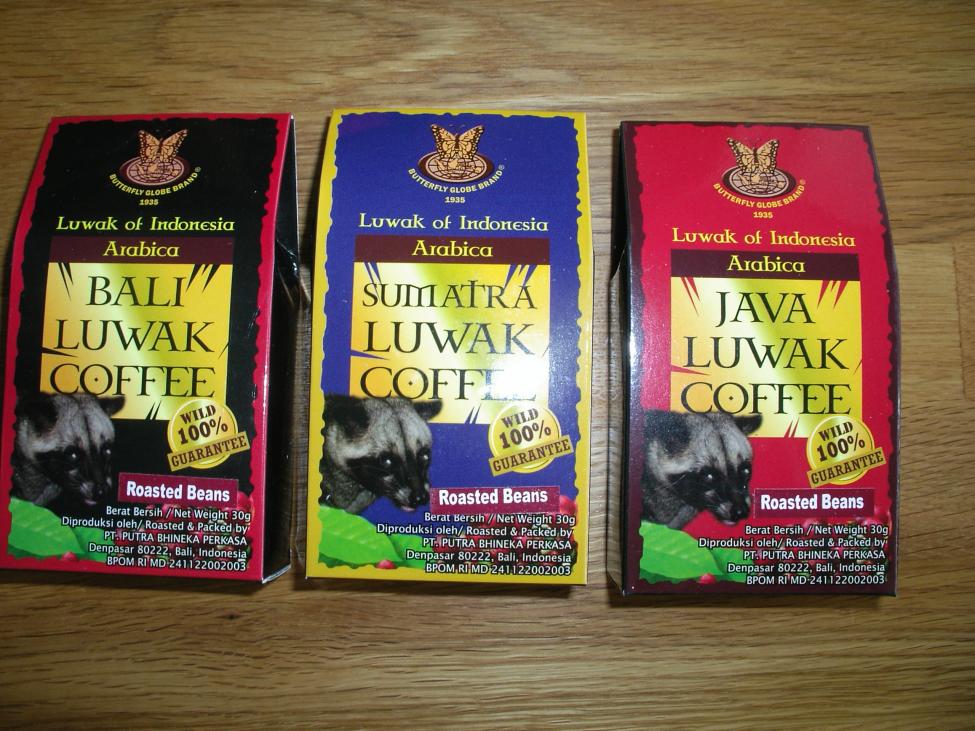 BUTTERFLY GLOBE BRAND®
1935
Luwak of Indonesia
Arabica
BALI
LUWAK
COFFEE
WILD
100%
GUARANTEE
Roasted Beans
Berat Bersih / Net Weight 30g
Diproduksi oleh/ Roasted & Packed by
PT. PUTRA BHINEKA PERKASA
Denpasar 80222, Bali, Indonesia
BPOM RI MD 241122002003
BUTTERFLY GLOBE BRAND®
1935
Luwak of Indonesia
Arabica
SUMATRA
LUWAK
COFFEE
WILD
100%
GUARANTEE
Roasted Beans
Berat Bersih / Net Weight 30g
Diproduksi oleh/ Roasted & Packed by
PT. PUTRA BHINEKA PERKASA
Denpasar 80222, Bali, Indonesia
BPOM RI MD 241122002003
BUTTERFLY GLOBE BRAND®
1935
Luwak of Indonesia
Arabica
JAVA
LUWAK
COFFEE
WILD
100%
GUARANTEE
Roasted Beans
Berat Bersih / Net Weight 30g
Diproduksi oleh/ Roasted & Packed by
PT. PUTRA BHINEKA PERKASA
Denpasar 80222, Bali, Indonesia
BPOM RI MD 241122002003